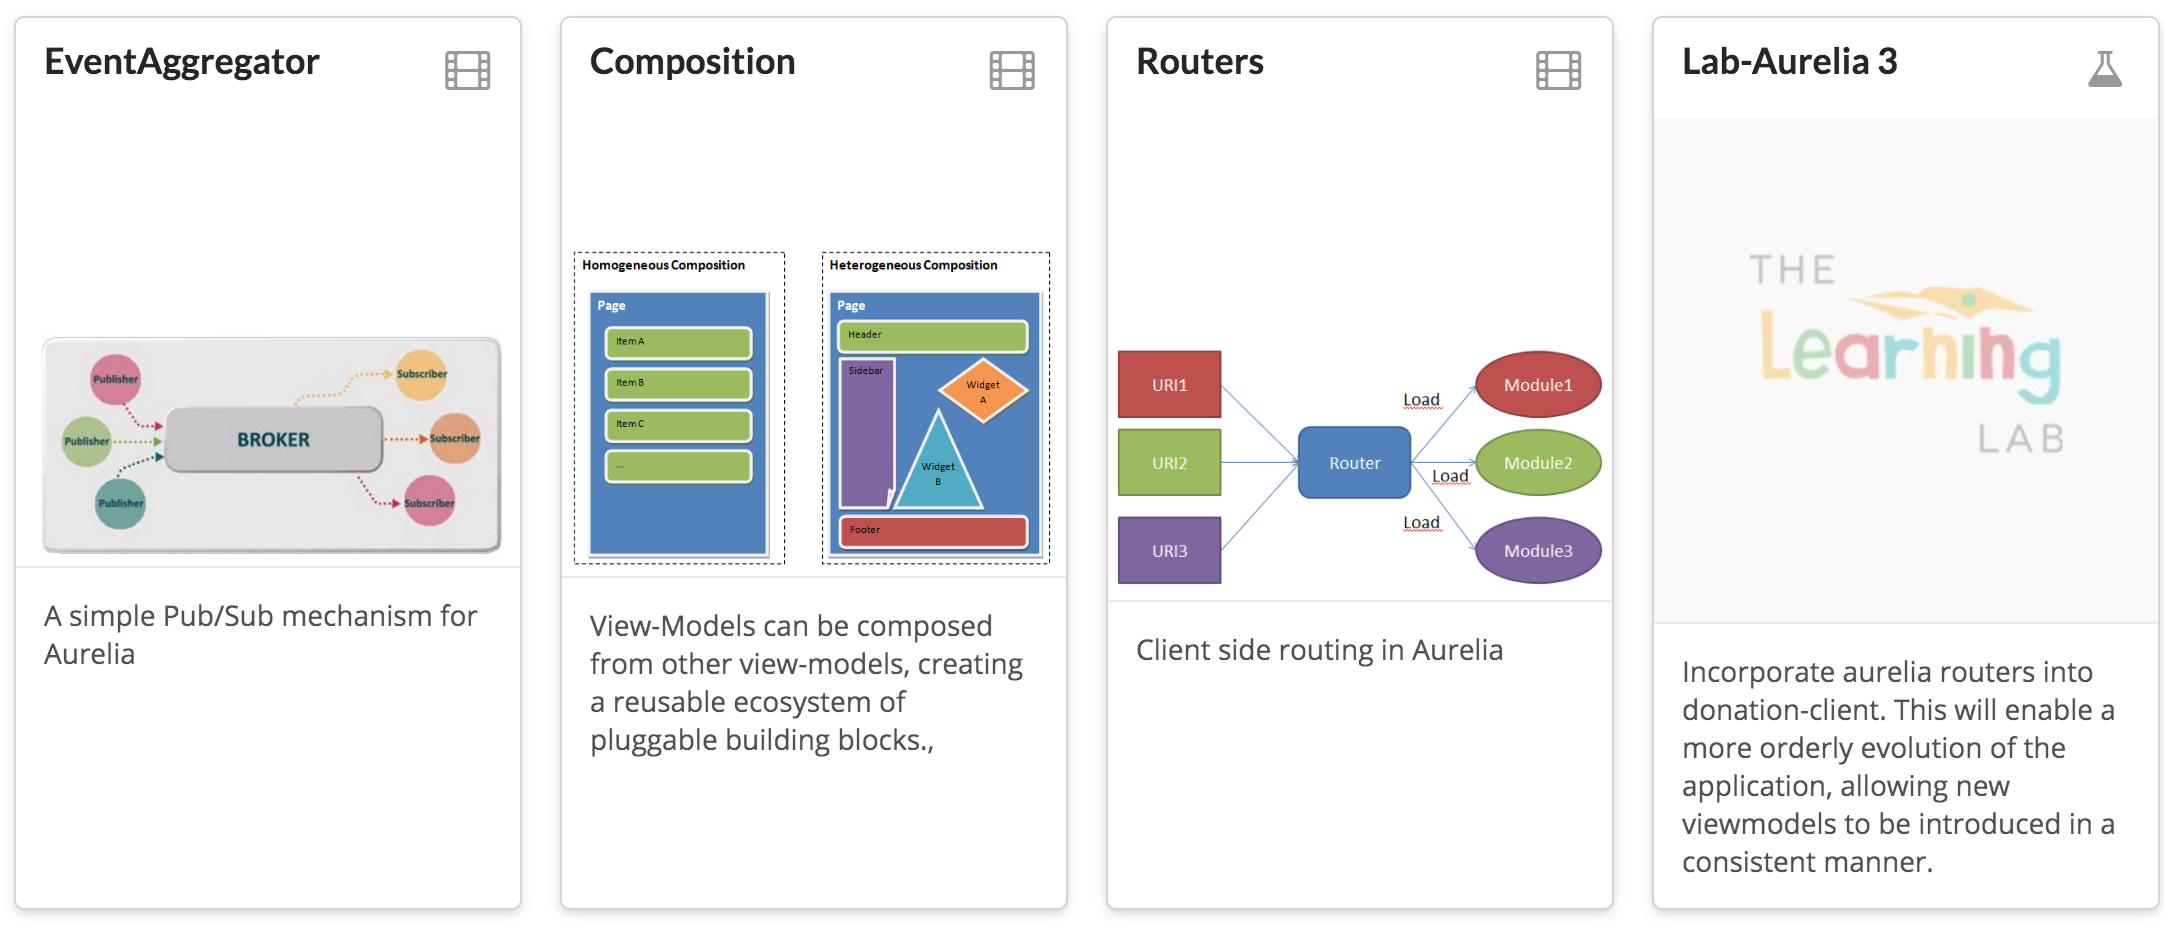 EventAggregator
Publisher
Subscriber
Publisher
BROKER
Subscriber
Publisher
Subscriber
A simple Pub/Sub mechanism for
Aurelia
Composition
Homogeneous Composition
Page
Item A
Item B
Item C
...
Heterogeneous Composition
Page
Header
Sidebar
Widget
A
Widget
B
Footer
View-Models can be composed
from other view-models, creating
a reusable ecosystem of
pluggable building blocks.,
Routers
URI1
URI2
URI3
Router
Load
Load
Load
Module1
Module2
Module3
Client side routing in Aurelia
Lab-Aurelia 3
THE
Learning
LAB
Incorporate aurelia routers into
donation-client. This will enable a
more orderly evolution of the
application, allowing new
viewmodels to be introduced in a
consistent manner.